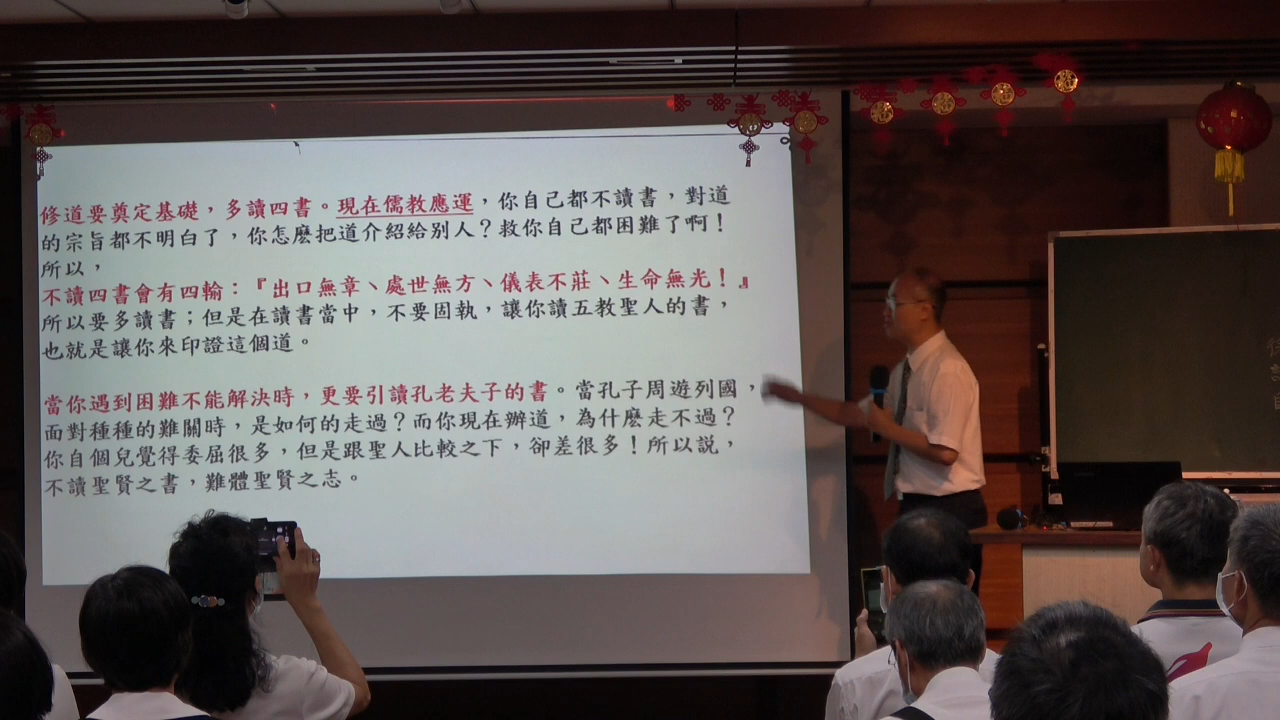 修道要奠定基礎，多讀四書。現在儒教應運，你自己都不讀書，對道
的宗旨都不明白了，你怎麼把道介紹給別人？救你自己都困難了啊！
所以，
不讀四書會有四輸：『出口無章、處世無方、儀表不莊、生命無光！』
所以要多讀書；但是在讀書當中，不要固執，讓你讀五教聖人的書，
也就是讓你來印證這個道。
當你遇到困難不能解決時，更要引讀孔老夫子的書。當孔子周遊列國，
面對種種的難關時，是如何的走過？而你現在辦道，為什麼走不過？
你自個兒覺得委屈很多，但是跟聖人比較之下，卻差很多！所以說，
不讀聖賢之書，難體聖賢之志。